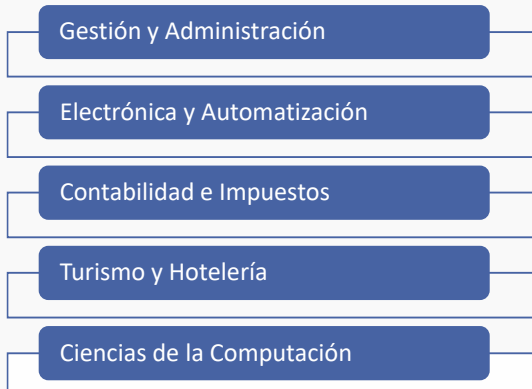 Gestión y Administración
Electrónica y Automatización
Contabilidad e Impuestos
Turismo y Hotelería
Ciencias de la Computación